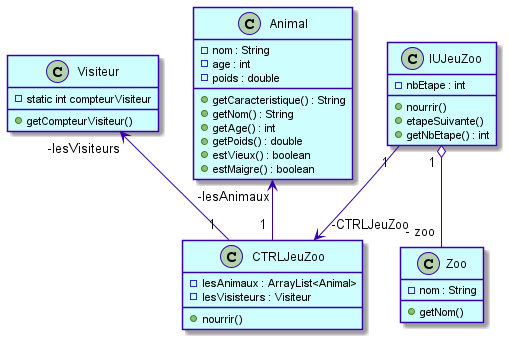 C Animal
nom : String
age : int
poids : double
getCaracteristique() : String
getNom() : String
getAge() : int
getPoids() : double
estVieux() : boolean
estMaigre() : boolean
C IUJeuZoo
nbEtape : int
nourrir()
etapeSuivante()
getNbEtape() : int
C Visiteur
static int compteurVisiteur
getCompteurVisiteur()
-lesVisiteurs
1
-lesAnimaux
1
1
-CTRLJeuZoo
1
- zoo
C CTRLJeuZoo
lesAnimaux : ArrayList<Animal>
lesVisisteurs : Visiteur
nourrir()
C Zoo
nom : String
getNom()